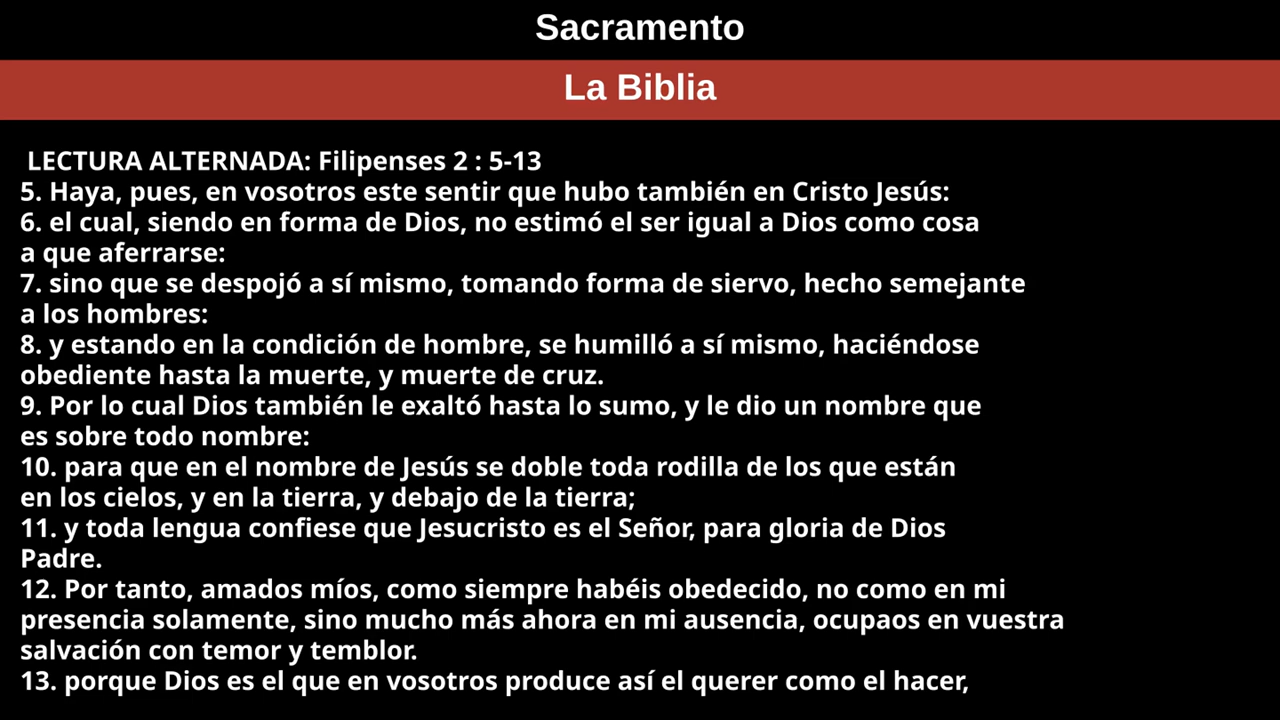 Sacramento
La Biblia
LECTURA ALTERNADA: Filipenses 2 : 5-13
5. Haya, pues, en vosotros este sentir que hubo también en Cristo Jesús:
6. el cual, siendo en forma de Dios, no estimó el ser igual a Dios como cosa
a que aferrarse:
7. sino que se despojó a sí mismo, tomando forma de siervo, hecho semejante
a los hombres:
8. y estando en la condición de hombre, se humilló a sí mismo, haciéndose
obediente hasta la muerte, y muerte de cruz.
9. Por lo cual Dios también le exaltó hasta lo sumo, y le dio un nombre que
es sobre todo nombre:
10. para que en el nombre de Jesús se doble toda rodilla de los que están
en los cielos, y en la tierra, y debajo de la tierra;
11. y toda lengua confiese que Jesucristo es el Señor, para gloria de Dios
Padre.
12. Por tanto, amados míos, como siempre habéis obedecido, no como en mi
presencia solamente, sino mucho más ahora en mi ausencia, ocupaos en vuestra
salvación con temor y temblor.
13. porque Dios es el que en vosotros produce así el querer como el hacer,